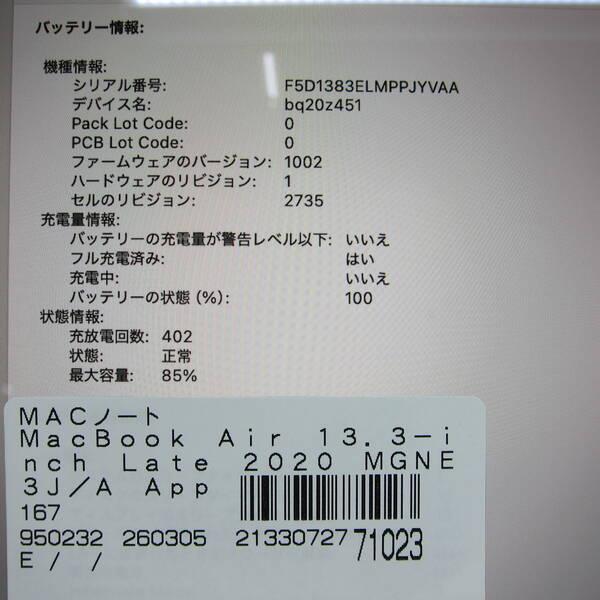 バッテリー情報:
機種情報:
シリアル番号: F5D1383ELMPPJYVAA
デバイス名: bq20z451
Pack Lot Code: 0
PCB Lot Code: 0
ファームウェアのバージョン: 1002
ハードウェアのリビジョン: 1
セルのリビジョン: 2735
充電量情報:
バッテリーの充電量が警告レベル以下: いいえ
フル充電済み: はい
充電中: いいえ
バッテリーの状態 (%): 100
状態情報:
充放電回数: 402
状態: 正常
最大容量: 85%
MACノート
MacBook Air 13.3-i
nch Late 2020 MGNE
3J/A App
167
950232 260305 21330727 71023
E / /